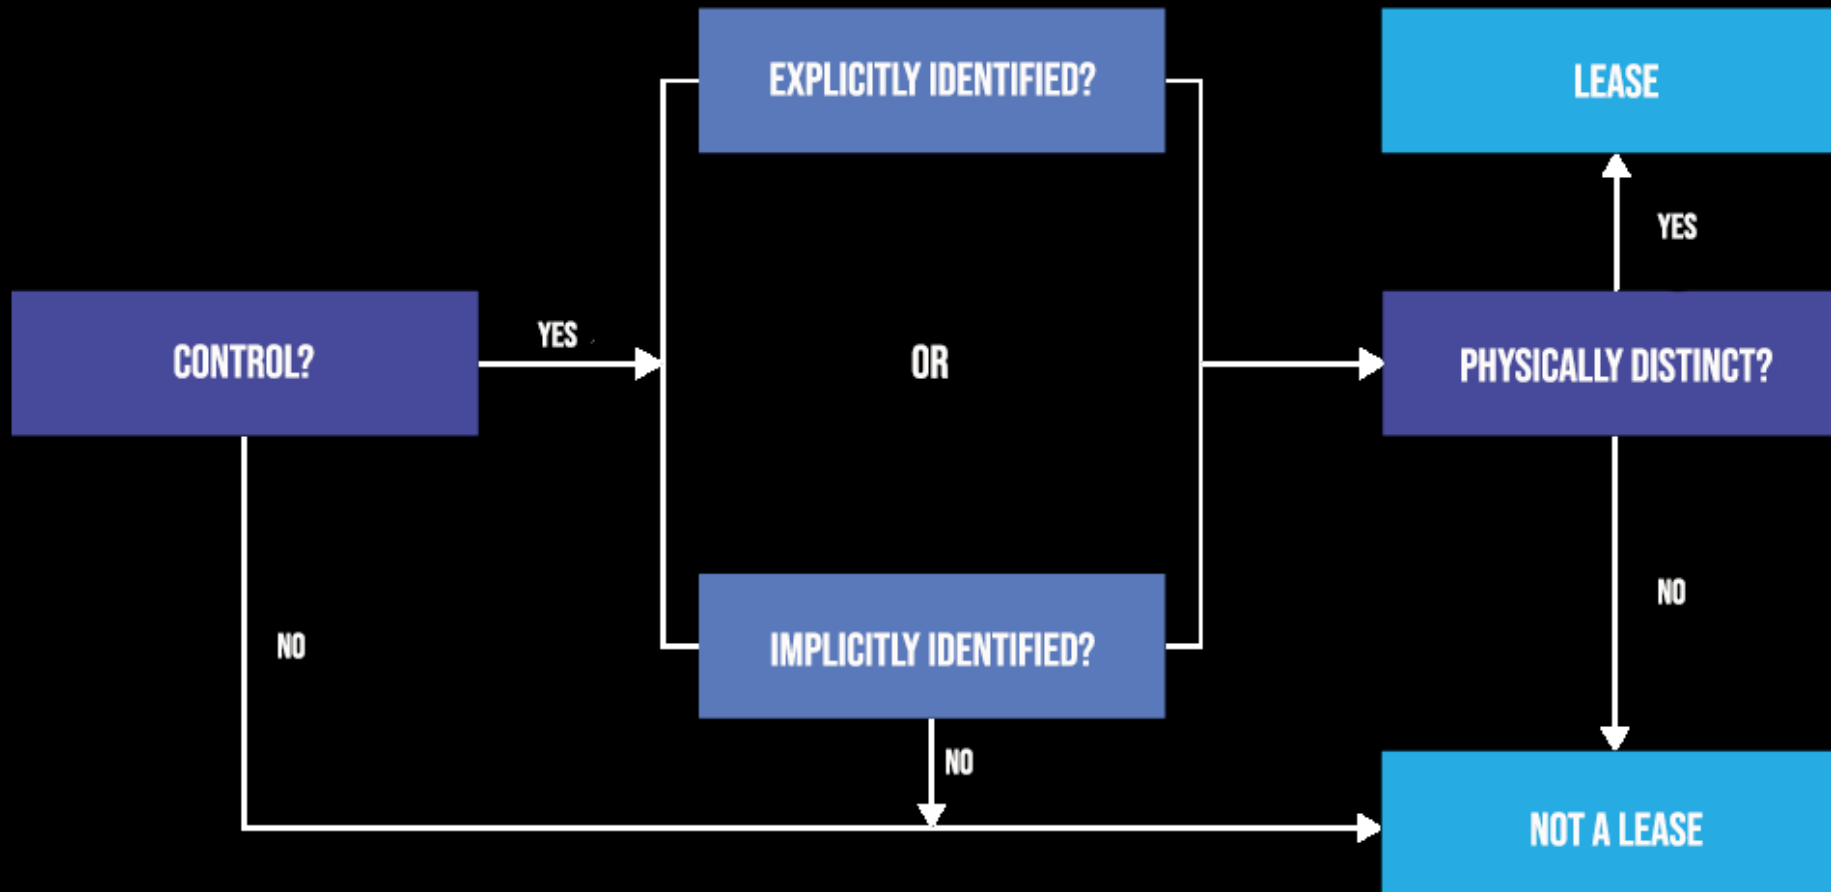 EXPLICITLY IDENTIFIED?
LEASE
YES
CONTROL?
YES
OR
PHYSICALLY DISTINCT?
NO
IMPLICITLY IDENTIFIED?
NO
NO
NOT A LEASE